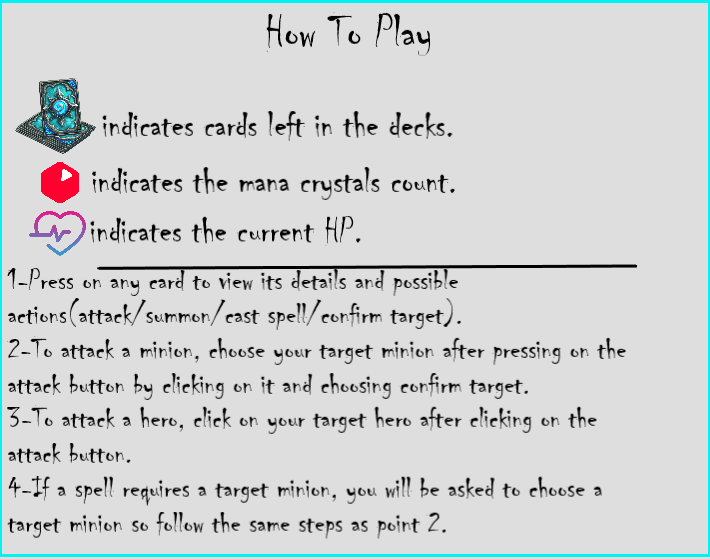 How To Play
indicates cards left in the decks.
indicates the mana crystals count.
indicates the current HP.
1-Press on any card to view its details and possible
actions(attack/summon/cast spell/confirm target).
2-To attack a minion, choose your target minion after pressing on the
attack button by clicking on it and choosing confirm target.
3-To attack a hero, click on your target hero after clicking on the
attack button.
4-If a spell requires a target minion, you will be asked to choose a
target minion so follow the same steps as point 2.